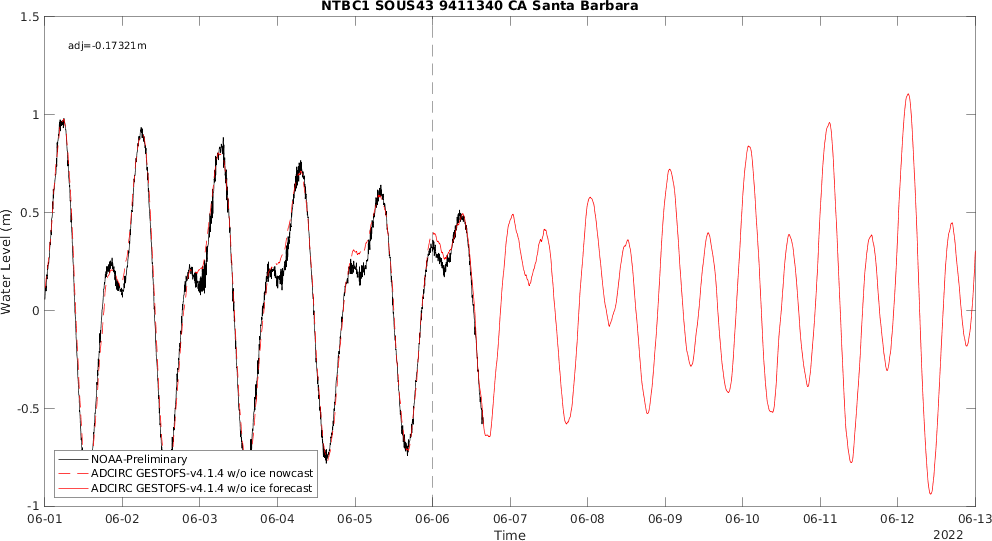 NTBC1 SOUS43 9411340 CA Santa Barbara
adj=-0.17321m
Water Level (m)
1.5
1
0.5
0
-0.5
-1
NOAA-Preliminary
ADCIRC GESTOFS-v4.1.4 w/o ice nowcast
ADCIRC GESTOFS-v4.1.4 w/o ice forecast
06-01 06-02 06-03 06-04 06-05 06-06 06-07 06-08 06-09 06-10 06-11 06-12 06-13
Time
2022